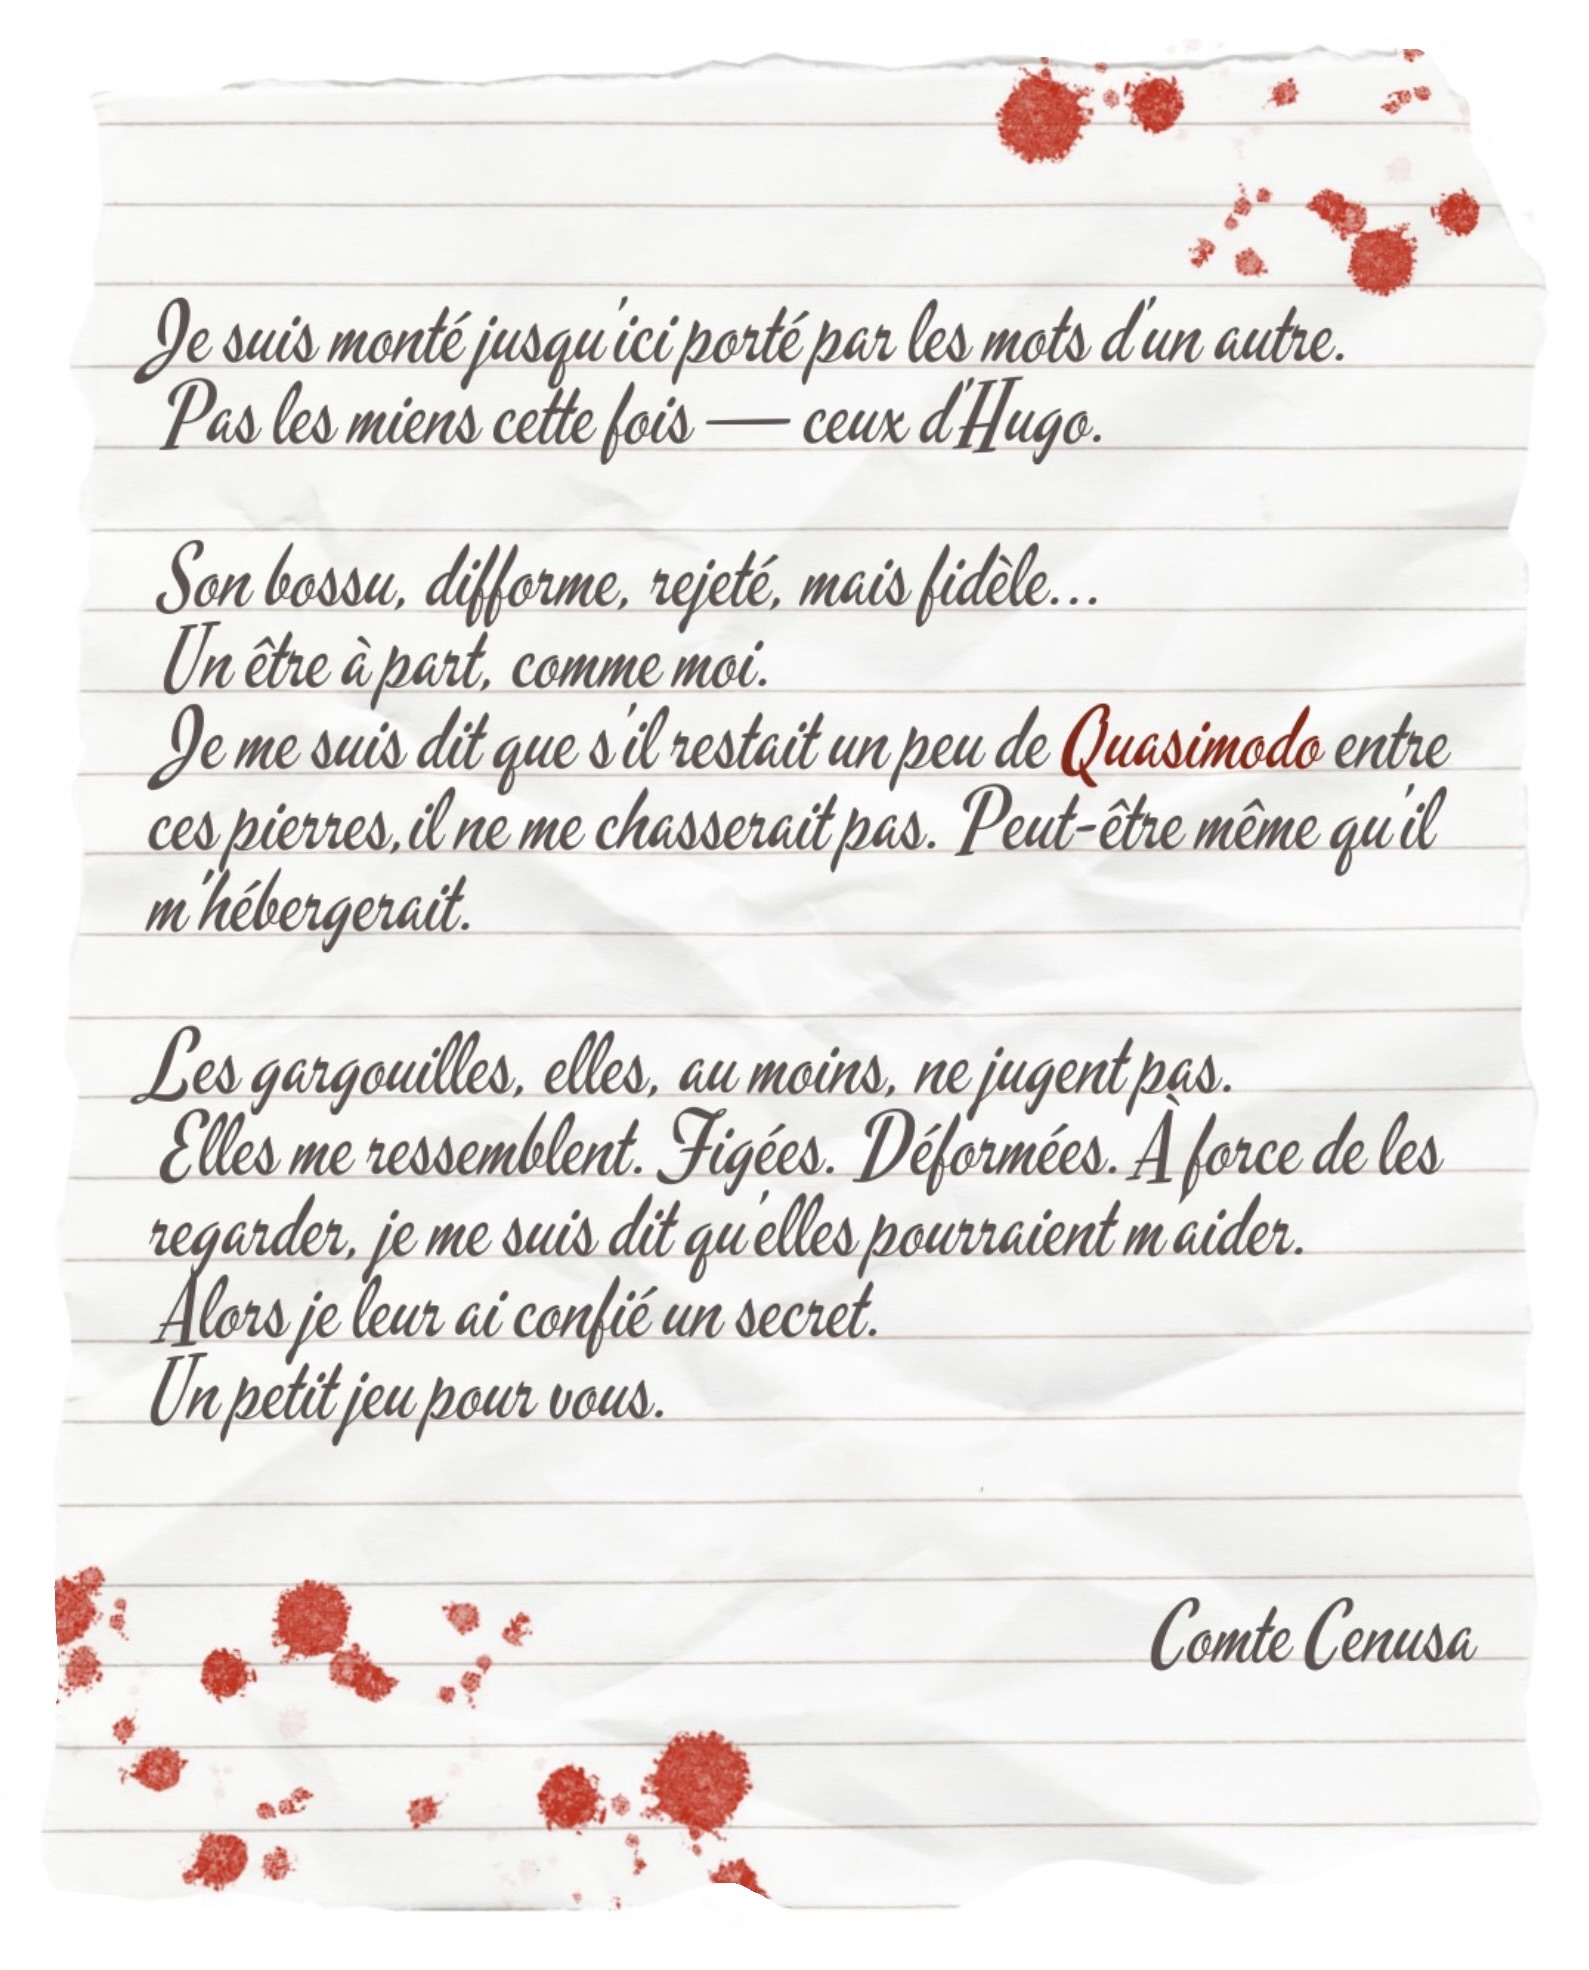 Je suis monté jusqu'ici porté par les mots d'un autre.
Pas les miens cette fois — ceux d'Hugo.
Son bossu, difforme, rejeté, mais fidèle...
Un être à part, comme moi.
Je me suis dit que s'il restait un peu de Quasimodo entre
ces pierres, il ne me chasserait pas. Peut-être même qu'il
m'hébergerait.
Les gargouilles, elles, au moins, ne jugent pas.
Elles me ressemblent. Figées. Déformées. À force de les
regarder, je me suis dit qu'elles pourraient m'aider.
Alors je leur ai confié un secret.
Un petit jeu pour vous.
Comte Cenusa